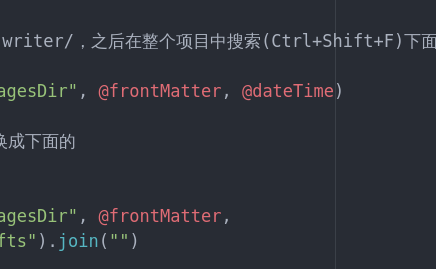 writer/，之后在整个项目中搜索(Ctrl+Shift+F)下面
agesDir", @frontMatter, @dateTime)
换成下面的
agesDir", @frontMatter,
fts").join("")